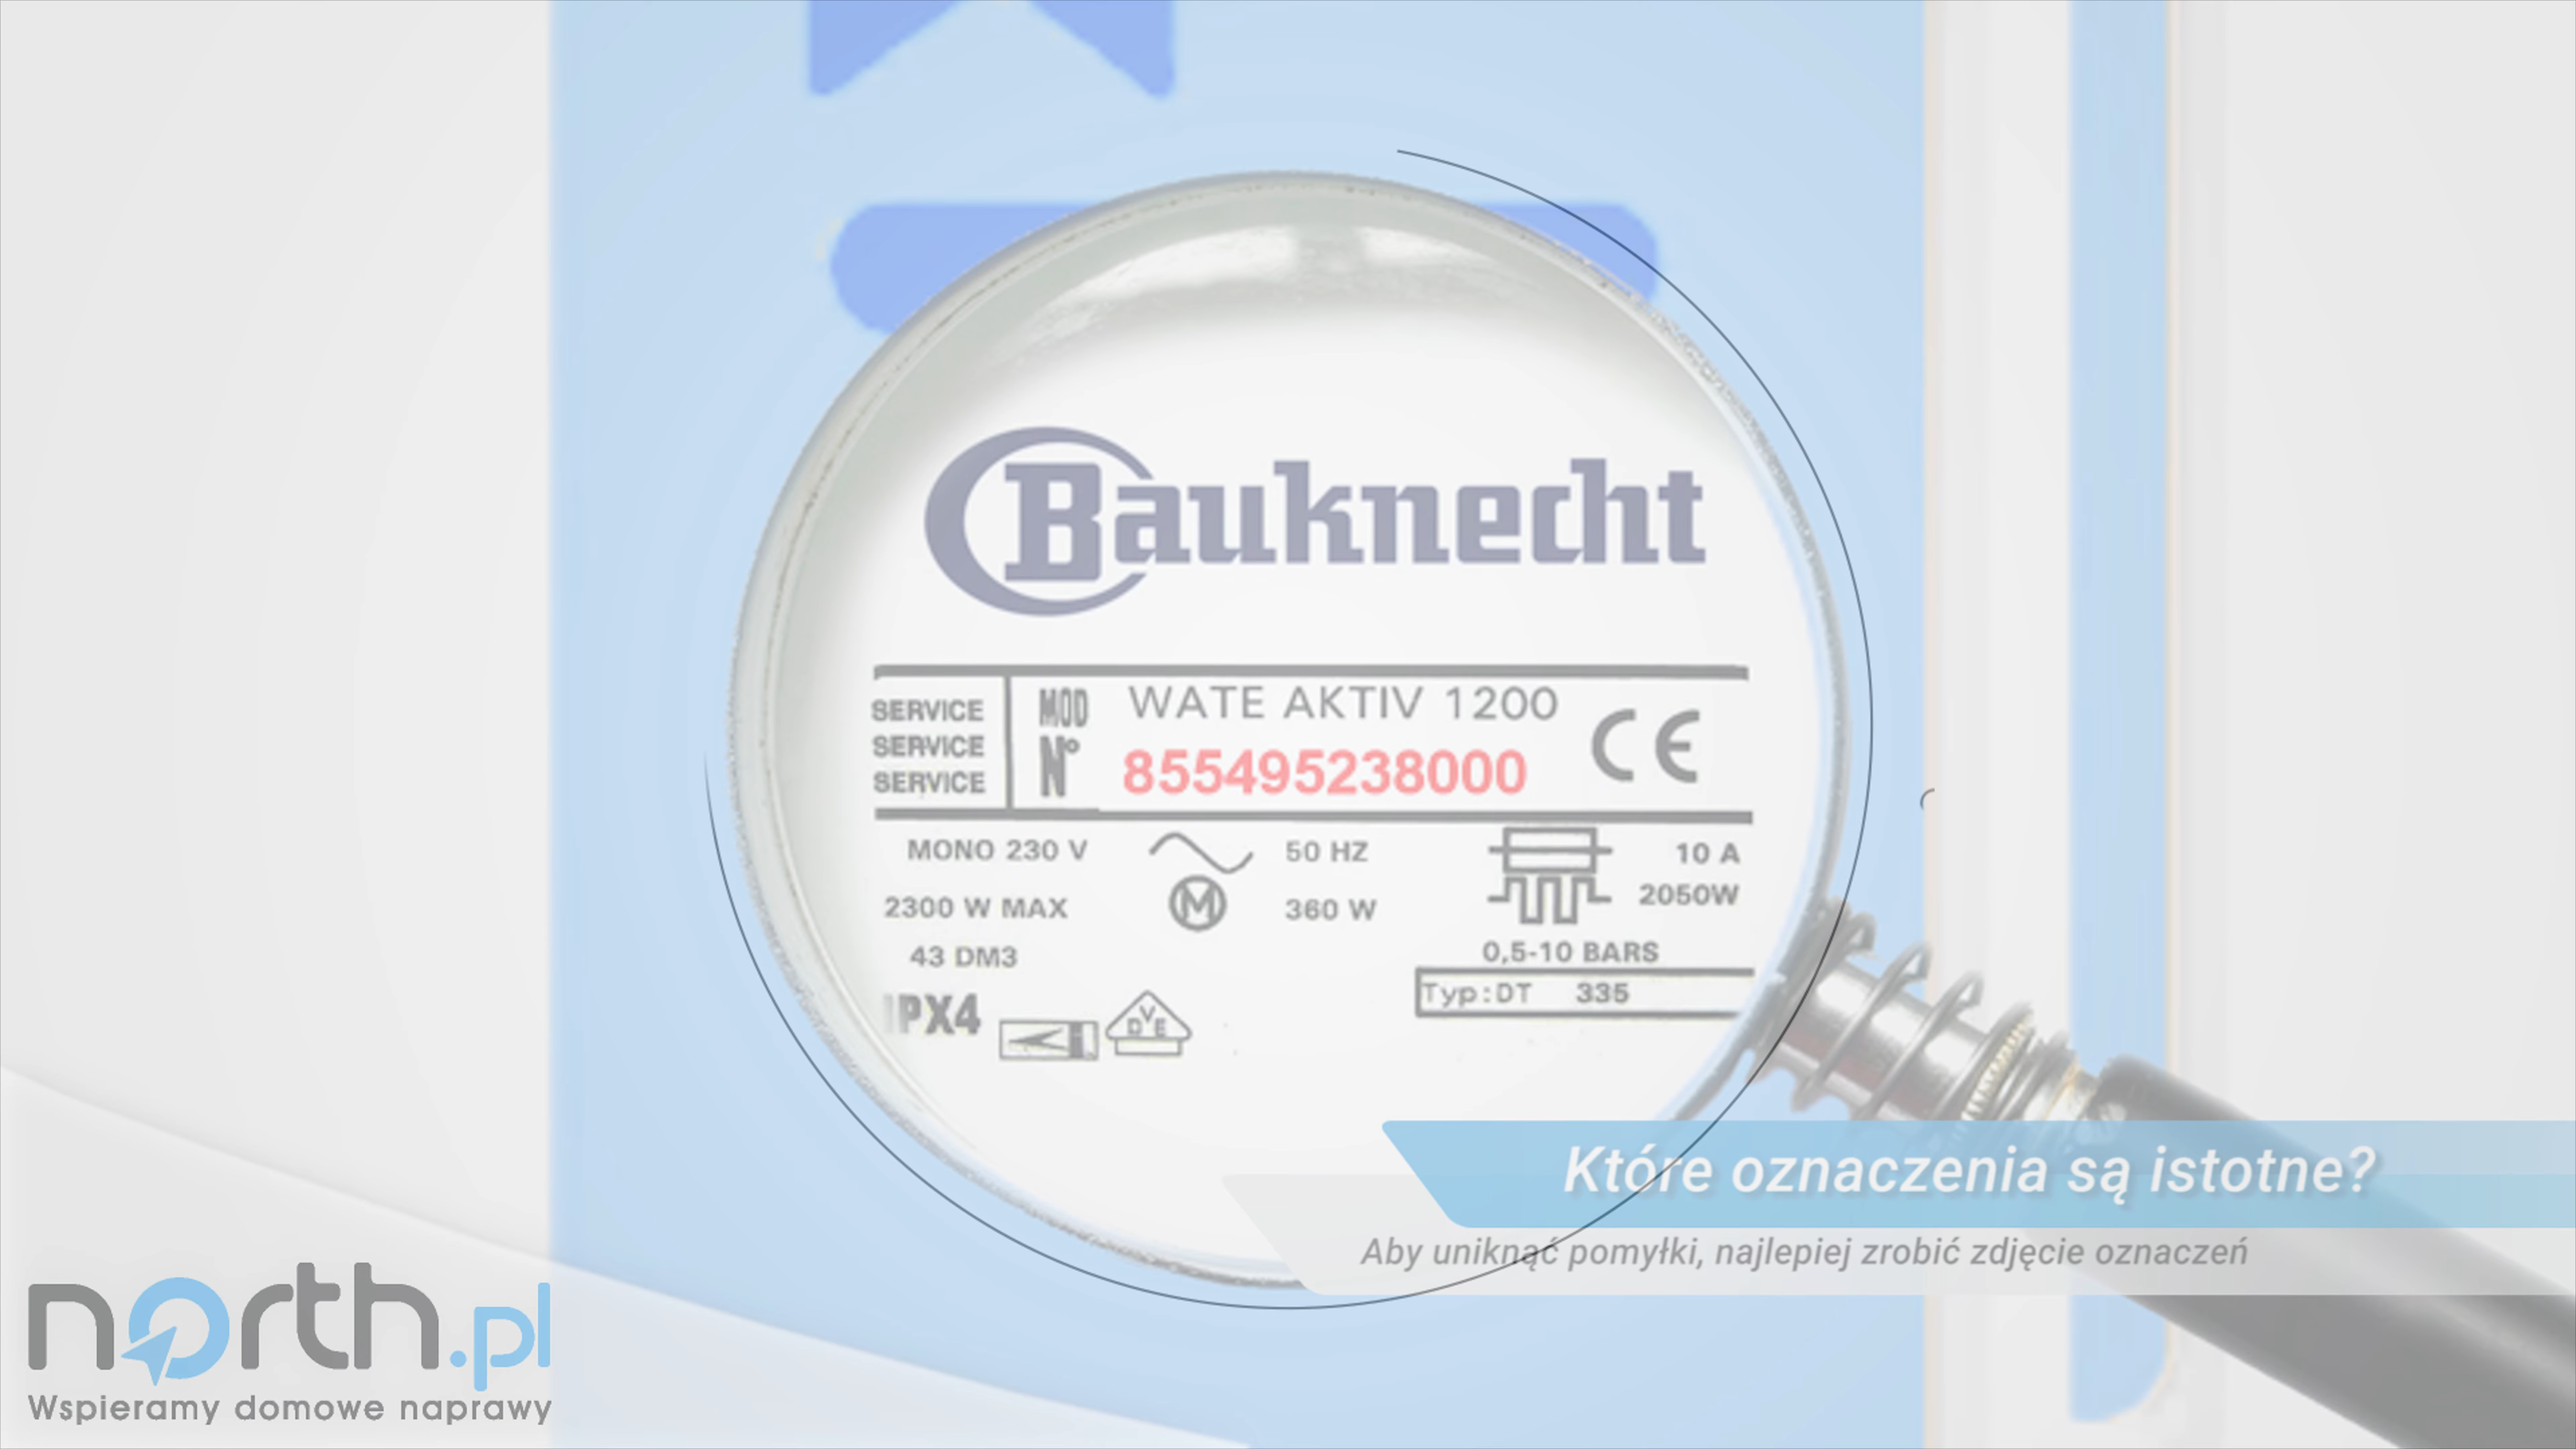 Bauknecht
SERVICE
SERVICE
SERVICE
MOD WATE AKTIV 1200
N° 855495238000
CE
MONO 230 V 50 HZ 10 A
2300 W MAX M 360 W 2050W
43 DM3 0,5-10 BARS
IPX4 DVE Typ:DT 335
Które oznaczenia są istotne?
Aby uniknąć pomyłki, najlepiej zrobić zdjęcie oznaczeń
north.pl
Wspieramy domowe naprawy